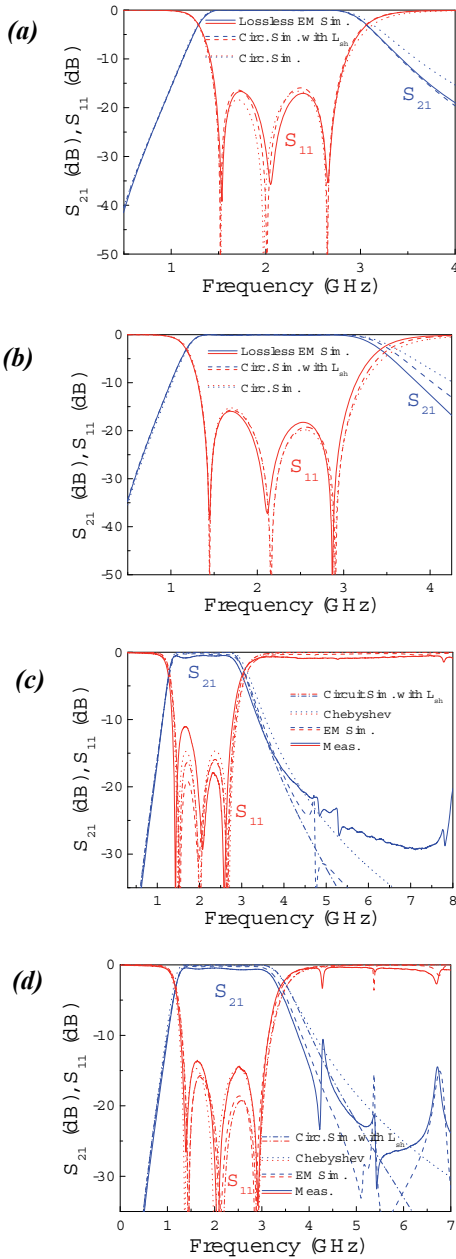 (a)
0
-10
-20
-30
-40
-50
S21 (dB), S11 (dB)
Lossless EM Sim.
Circ.Sim. with Lsh
Circ.Sim.
S21
S11
1 2 3 4
Frequency (GHz)
(b)
0
-10
-20
-30
-40
-50
S21 (dB), S11 (dB)
Lossless EM Sim.
Circ.Sim. with Lsh
Circ.Sim.
S21
S11
1 2 3 4
Frequency (GHz)
(c)
0
-10
-20
-30
S21 (dB), S11 (dB)
S21
Circuit Sim. with Lsh
Chebyshev
EM Sim.
Meas.
S11
1 2 3 4 5 6 7 8
Frequency (GHz)
(d)
0
-10
-20
-30
S21 (dB), S11 (dB)
S21
Circ.Sim. with Lsh
Chebyshev
EM Sim.
Meas.
S11
0 1 2 3 4 5 6 7
Frequency (GHz)